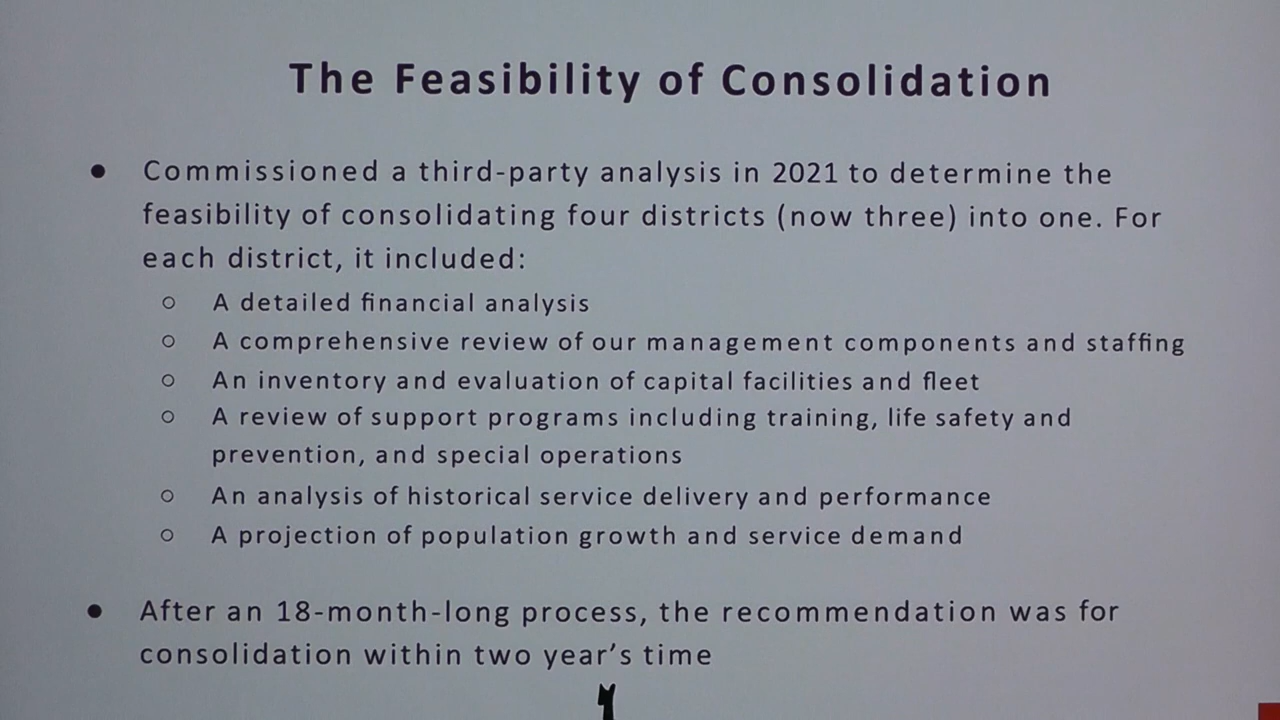 The Feasibility of Consolidation
● Commissioned a third-party analysis in 2021 to determine the
feasibility of consolidating four districts (now three) into one. For
each district, it included:
○ A detailed financial analysis
○ A comprehensive review of our management components and staffing
○ An inventory and evaluation of capital facilities and fleet
○ A review of support programs including training, life safety and
prevention, and special operations
○ An analysis of historical service delivery and performance
○ A projection of population growth and service demand
● After an 18-month-long process, the recommendation was for
consolidation within two year’s time